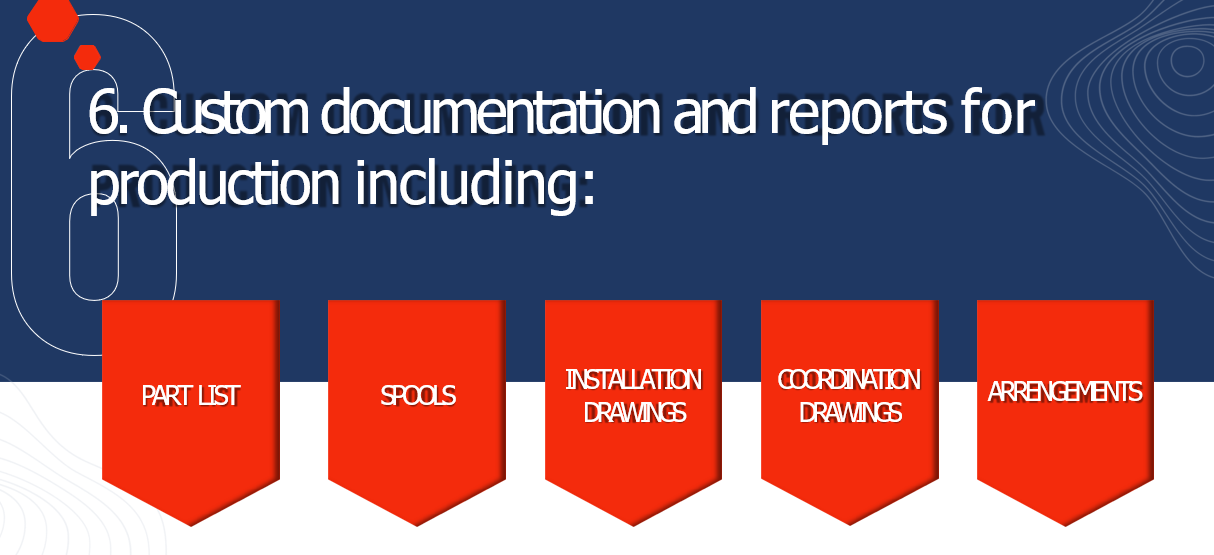 6. Custom documentation and reports for
production including:
PART LIST
SPOOLS
INSTALLATION
DRAWINGS
COORDINATION
DRAWINGS
ARRENGEMENTS